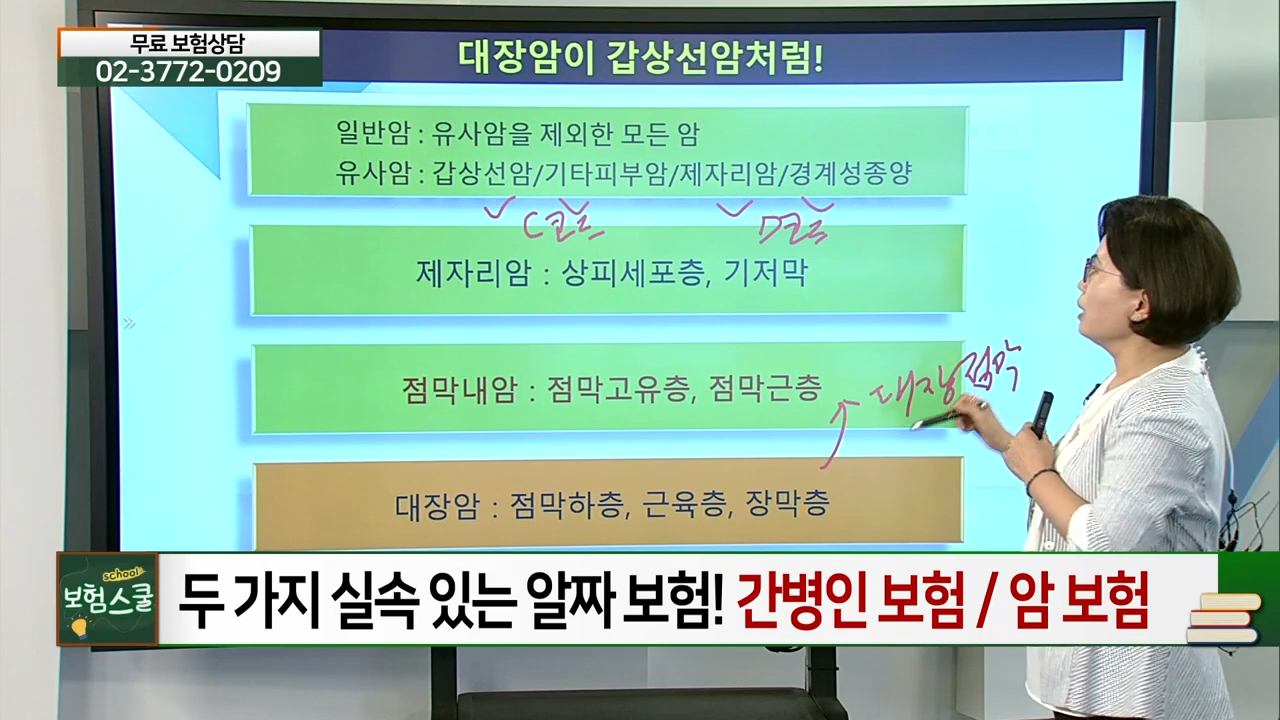 무료 보험상담
02-3772-0209
대장암이 갑상선암처럼!
일반암 : 유사암을 제외한 모든 암
유사암 : 갑상선암/기타피부암/제자리암/경계성종양
C코드 D코드
제자리암 : 상피세포층, 기저막
대장점막
점막내암 : 점막고유층, 점막근층
대장암 : 점막하층, 근육층, 장막층
school
보험스쿨
두 가지 실속 있는 알짜 보험! 간병인 보험 / 암 보험